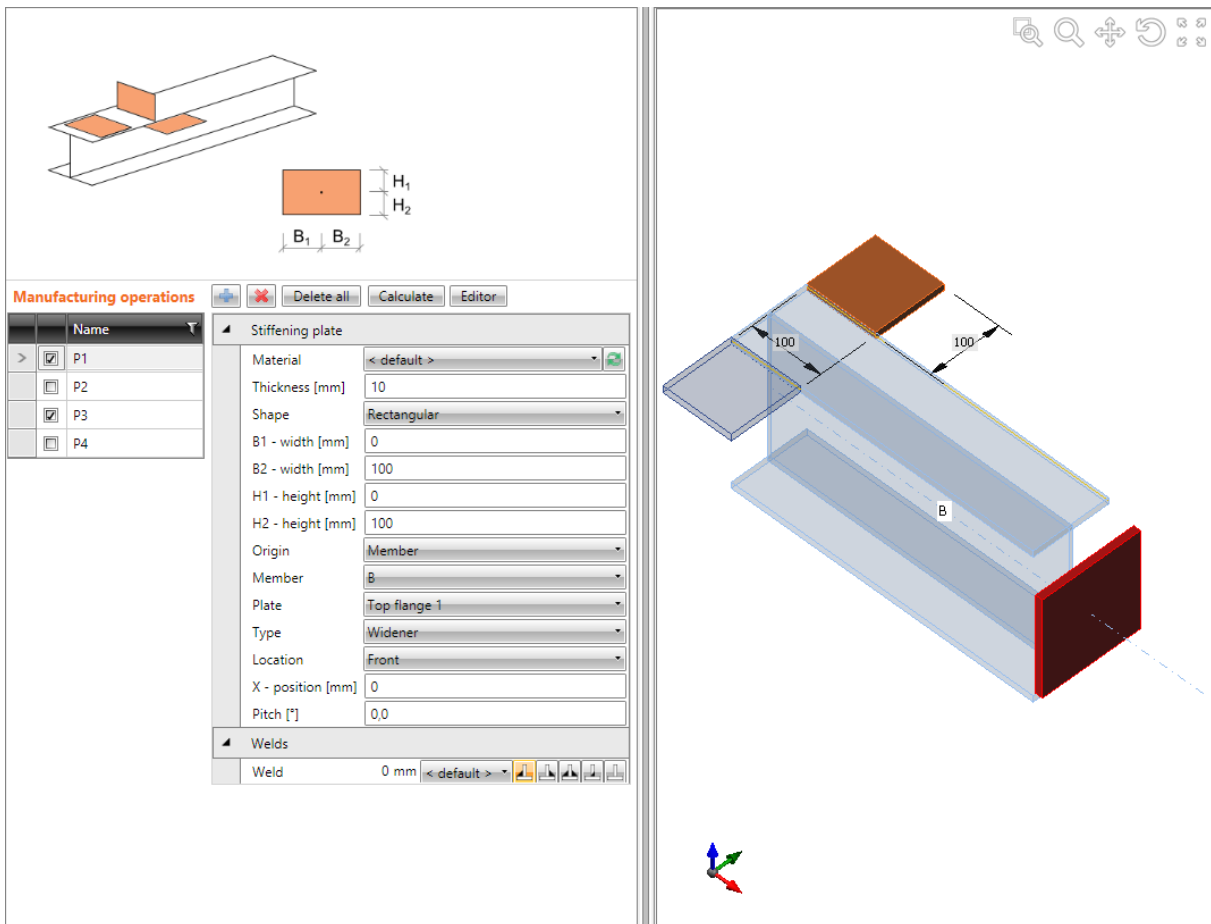 H1
H2
B1 B2
Manufacturing operations
Delete all Calculate Editor
Name
P1
P2
P3
P4
Stiffening plate
Material < default >
Thickness [mm] 10
Shape Rectangular
B1 - width [mm] 0
B2 - width [mm] 100
H1 - height [mm] 0
H2 - height [mm] 100
Origin Member
Member B
Plate Top flange 1
Type Widener
Location Front
X - position [mm] 0
Pitch [°] 0,0
Welds
Weld 0 mm < default >
100 100
B